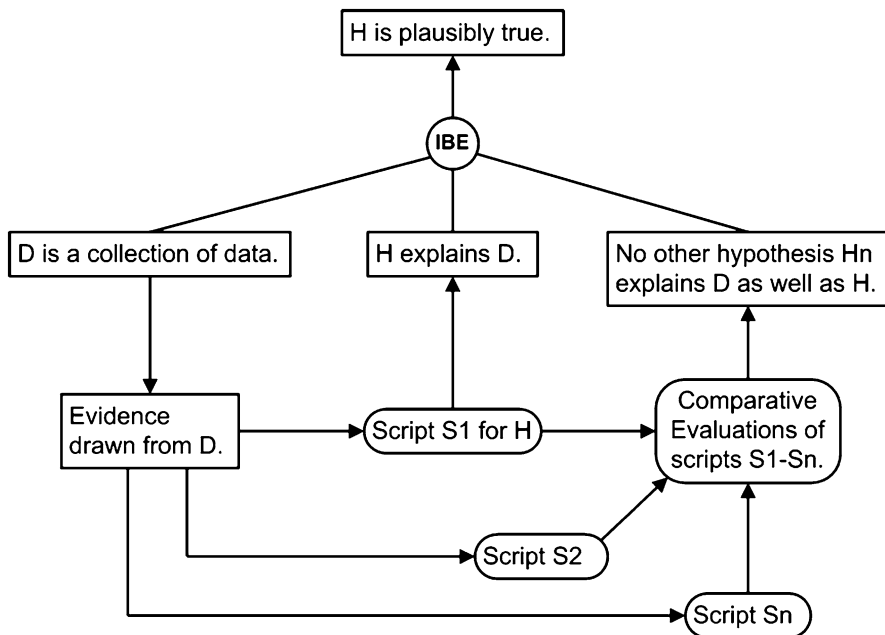 H is plausibly true.
IBE
D is a collection of data.
H explains D.
No other hypothesis Hn
explains D as well as H.
Evidence
drawn from D.
Script S1 for H
Comparative
Evaluations of
scripts S1-Sn.
Script S2
Script Sn